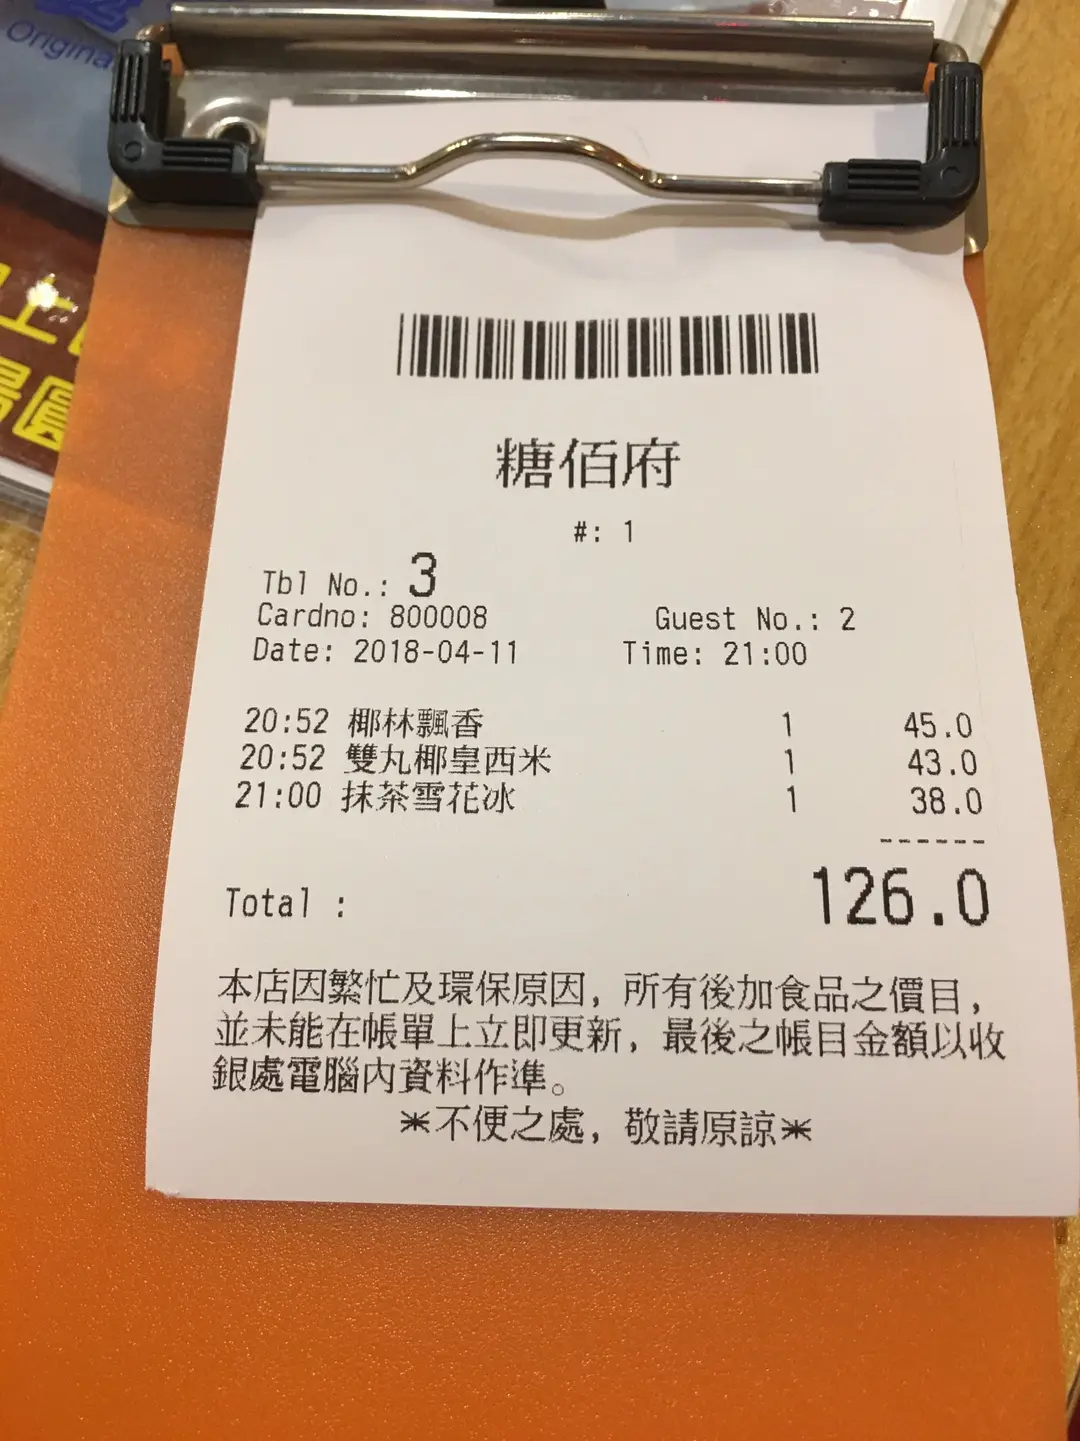 Origina
糖佰府
#: 1
Tbl No.: 3
Cardno: 800008 Guest No.: 2
Date: 2018-04-11 Time: 21:00
20:52 椰林飄香 1 45.0
20:52 雙丸椰皇西米 1 43.0
21:00 抹茶雪花冰 1 38.0
------
Total : 126.0
本店因繁忙及環保原因，所有後加食品之價目，
並未能在帳單上立即更新，最後之帳目金額以收
銀處電腦內資料作準。
*不便之處，敬請原諒*